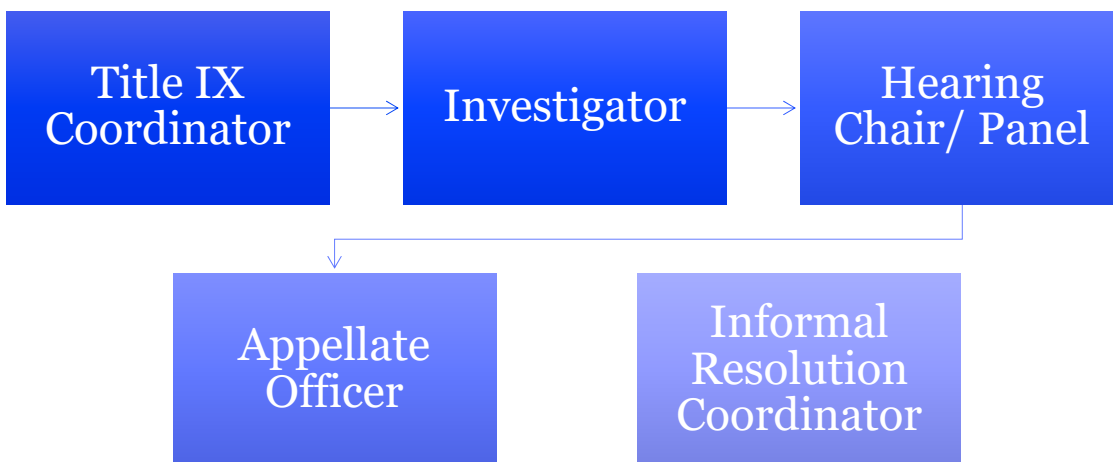 Title IX
Coordinator
Investigator
Hearing
Chair/ Panel
Appellate
Officer
Informal
Resolution
Coordinator